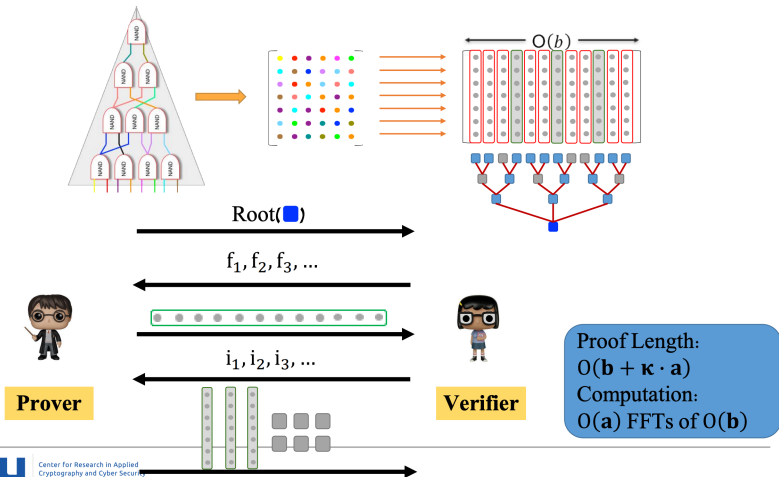 NAND
NAND
NAND
NAND
NAND
NAND
NAND
NAND
NAND
NAND
O(b)
Root( )
f₁, f₂, f₃, ...
i₁, i₂, i₃, ...
Prover
Verifier
Proof Length:
O(b + κ · a)
Computation:
O(a) FFTs of O(b)
Center for Research in Applied
Cryptography and Cyber Security